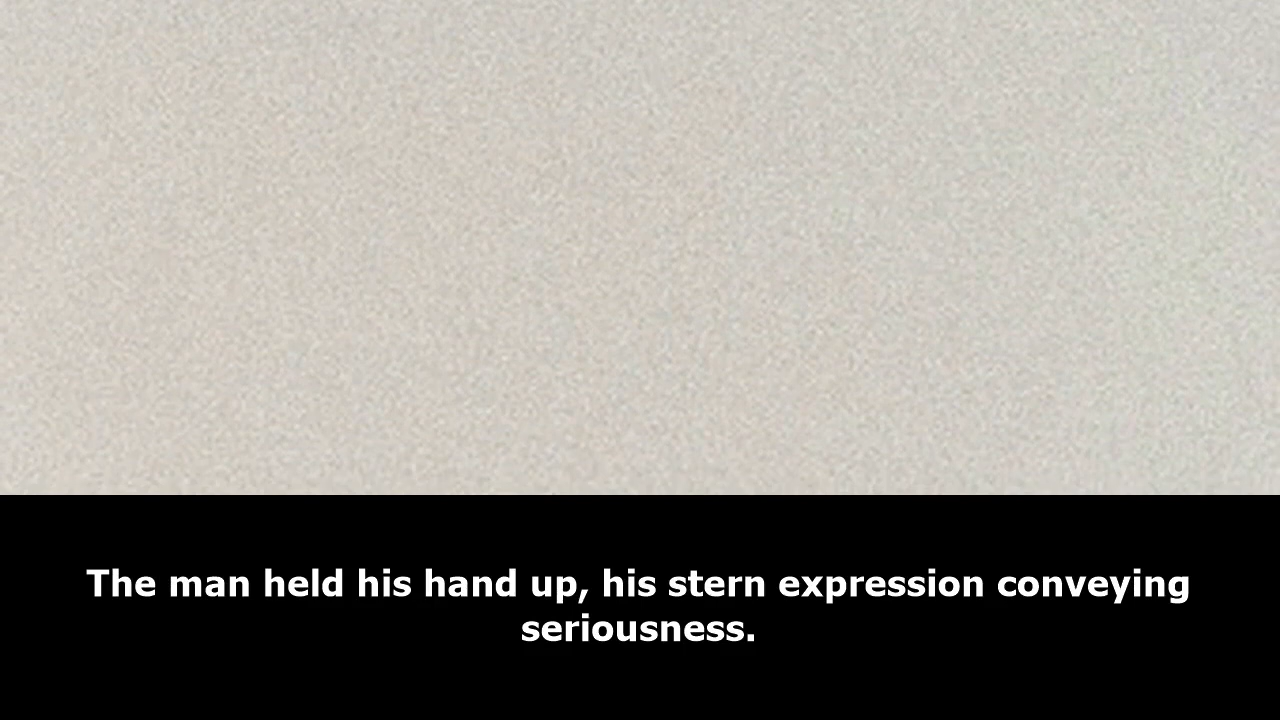 The man held his hand up, his stern expression conveying
seriousness.